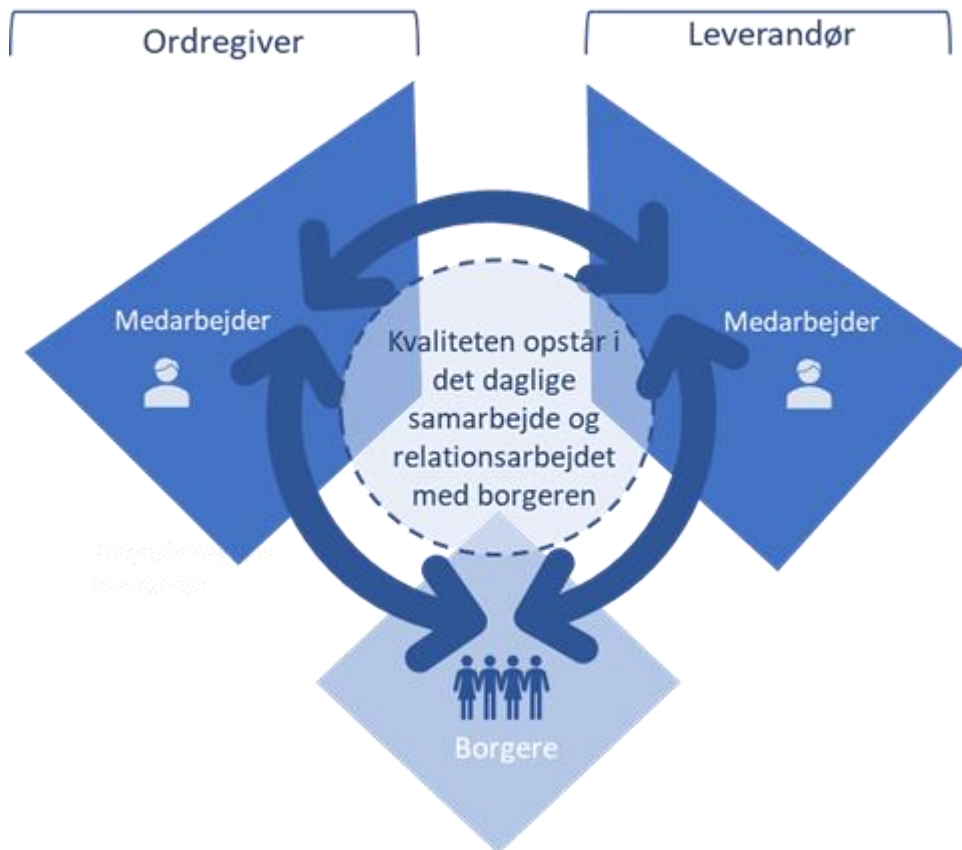 Ordregiver
Leverandør
Medarbejder
Medarbejder
Kvaliteten opstår i
det daglige
samarbejde og
relationsarbejdet
med borgeren
Borgere